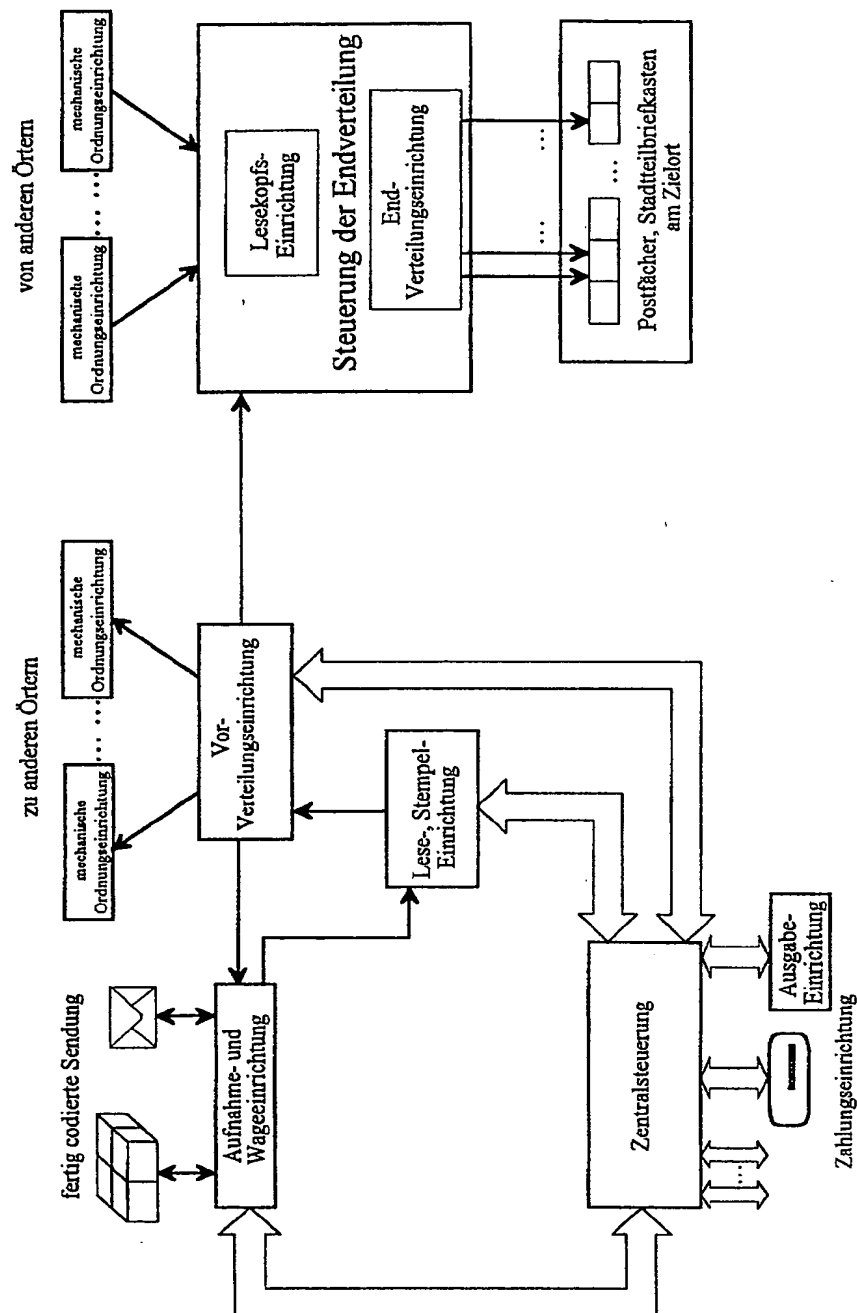 fertig codierte Sendung
zu anderen Örtern
von anderen Örtern
mechanische
Ordnungseinrichtung
... ...
mechanische
Ordnungseinrichtung
mechanische
Ordnungseinrichtung
... ...
mechanische
Ordnungseinrichtung
Aufnahme- und
Wageeinrichtung
Vor-
Verteilungseinrichtung
Lese-, Stempel-
Einrichtung
Lesekopfs-
Einrichtung
Steuerung der Endverteilung
End-
Verteilungseinrichtung
...
...
...
Postfächer, Stadtteilbriefkasten
am Zielort
Zentralsteuerung
...
Ausgabe-
Einrichtung
Zahlungseinrichtung